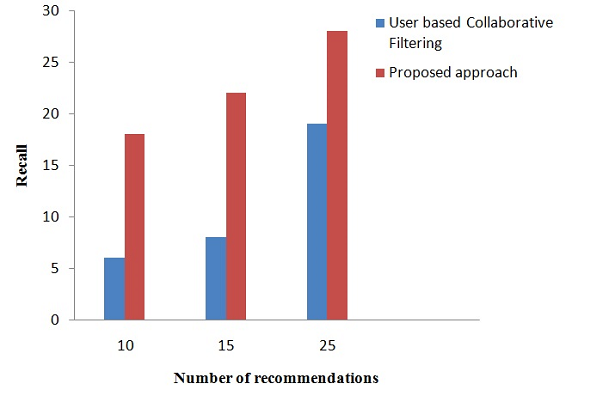 30
25
20
15
10
5
0
Recall
10
15
25
Number of recommendations
User based Collaborative
Filtering
Proposed approach